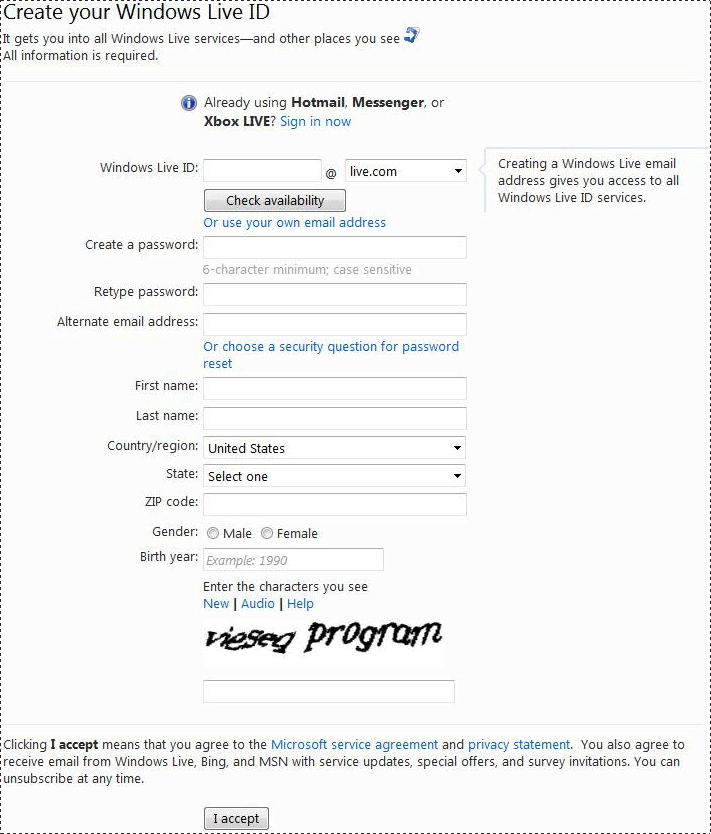 Create your Windows Live ID
It gets you into all Windows Live services—and other places you see
All information is required.
Already using Hotmail, Messenger, or
Xbox LIVE? Sign in now
Windows Live ID: @ live.com
Creating a Windows Live email
address gives you access to all
Windows Live ID services.
Check availability
Or use your own email address
Create a password:
6-character minimum; case sensitive
Retype password:
Alternate email address:
Or choose a security question for password
reset
First name:
Last name:
Country/region: United States
State: Select one
ZIP code:
Gender: Male Female
Birth year: Example: 1990
Enter the characters you see
New | Audio | Help
program
Clicking I accept means that you agree to the Microsoft service agreement and privacy statement. You also agree to
receive email from Windows Live, Bing, and MSN with service updates, special offers, and survey invitations. You can
unsubscribe at any time.
I accept